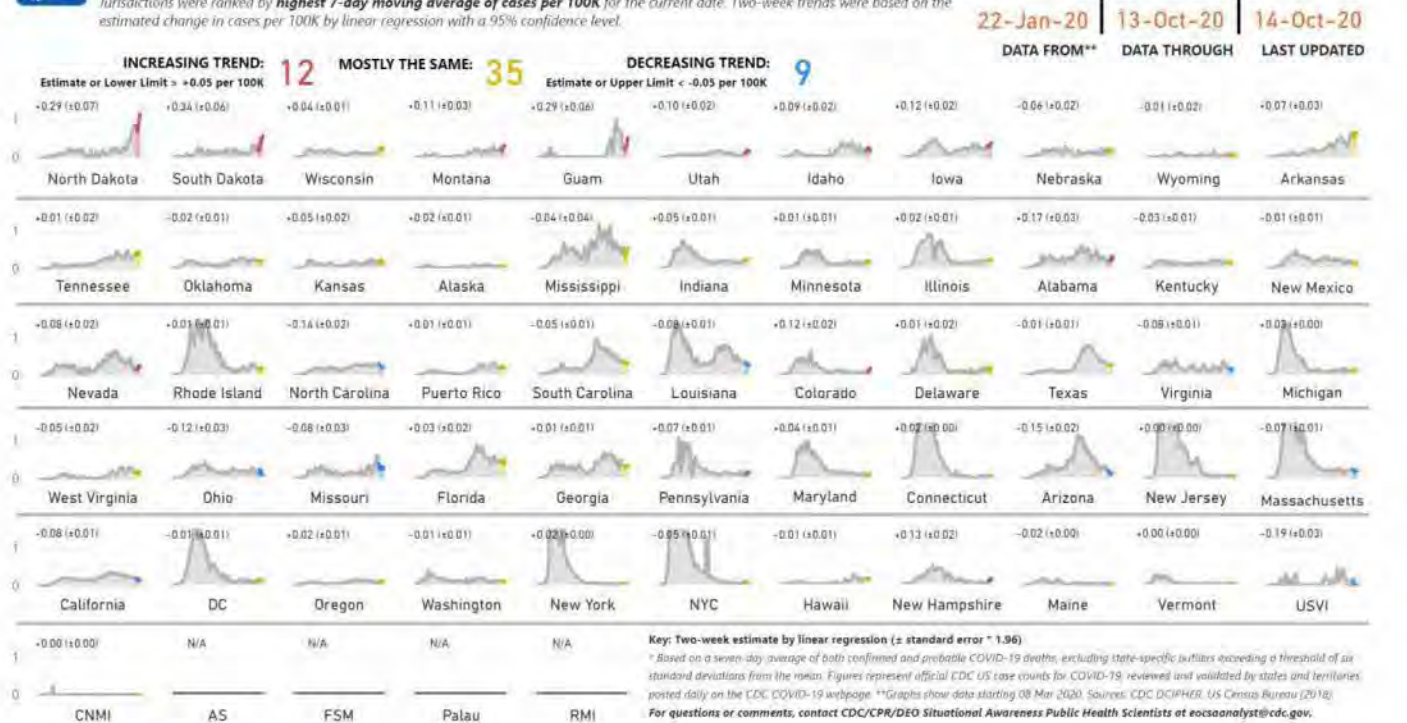 Jurisdictions were ranked by highest 7-day moving average of cases per 100K for the current date. Two-week trends were based on the
estimated change in cases per 100K by linear regression with a 95% confidence level.
22-Jan-20 | 13-Oct-20 | 14-Oct-20
DATA FROM** DATA THROUGH LAST UPDATED
INCREASING TREND: 12 MOSTLY THE SAME: 35 DECREASING TREND: 9
Estimate or Lower Limit > +0.05 per 100K Estimate or Upper Limit < -0.05 per 100K
+0.29 (±0.07) +0.34 (±0.06) +0.04 (±0.01) +0.11 (±0.03) +0.29 (±0.06) +0.10 (±0.02) +0.09 (±0.02) +0.12 (±0.02) -0.06 (±0.02) -0.01 (±0.02) +0.07 (±0.03)
1
0
North Dakota South Dakota Wisconsin Montana Guam Utah Idaho Iowa Nebraska Wyoming Arkansas
+0.01 (±0.02) -0.02 (±0.01) +0.05 (±0.02) +0.02 (±0.01) -0.04 (±0.04) +0.05 (±0.01) +0.01 (±0.01) +0.02 (±0.01) +0.17 (±0.03) -0.03 (±0.01) -0.01 (±0.01)
1
0
Tennessee Oklahoma Kansas Alaska Mississippi Indiana Minnesota Illinois Alabama Kentucky New Mexico
+0.08 (±0.02) +0.01 (±0.01) -0.14 (±0.02) +0.01 (±0.01) -0.05 (±0.01) -0.08 (±0.01) +0.12 (±0.02) +0.01 (±0.02) -0.01 (±0.01) -0.08 (±0.01) +0.03 (±0.00)
1
0
Nevada Rhode Island North Carolina Puerto Rico South Carolina Louisiana Colorado Delaware Texas Virginia Michigan
-0.05 (±0.02) -0.12 (±0.03) -0.08 (±0.03) +0.03 (±0.02) +0.01 (±0.01) +0.07 (±0.01) +0.04 (±0.01) +0.02 (±0.00) -0.15 (±0.02) +0.00 (±0.00) -0.07 (±0.01)
1
0
West Virginia Ohio Missouri Florida Georgia Pennsylvania Maryland Connecticut Arizona New Jersey Massachusetts
-0.08 (±0.01) -0.01 (±0.01) +0.02 (±0.01) -0.01 (±0.01) +0.02 (±0.00) -0.05 (±0.01) -0.01 (±0.01) +0.13 (±0.02) -0.02 (±0.00) +0.00 (±0.00) -0.19 (±0.03)
1
0
California DC Oregon Washington New York NYC Hawaii New Hampshire Maine Vermont USVI
+0.00 (±0.00) N/A N/A N/A N/A
1
0
CNMI AS FSM Palau RMI
Key: Two-week estimate by linear regression (± standard error * 1.96)
* Based on a seven-day average of both confirmed and probable COVID-19 deaths, excluding state-specific outliers exceeding a threshold of six
standard deviations from the mean. Figures represent official CDC US case counts for COVID-19, reviewed and validated by states and territories
posted daily on the CDC COVID-19 webpage. **Graphs show data starting 08 Mar 2020. Sources: CDC DCIPHER, US Census Bureau (2018).
For questions or comments, contact CDC/CPR/DEO Situational Awareness Public Health Scientists at eocsaanalyst@cdc.gov.